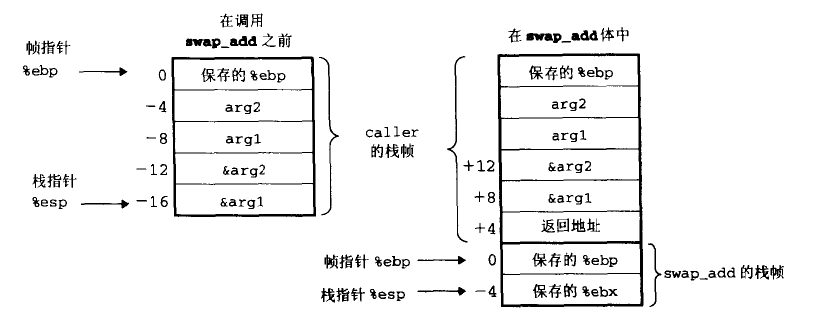 在调用
swap_add 之前
帧指针
%ebp
0
保存的 %ebp
-4
arg2
-8
arg1
-12
&arg2
栈指针
%esp
-16
&arg1
caller
的栈帧
在 swap_add 体中
保存的 %ebp
arg2
arg1
+12
&arg2
+8
&arg1
+4
返回地址
帧指针 %ebp
0
保存的 %ebp
栈指针 %esp
-4
保存的 %ebx
swap_add 的栈帧